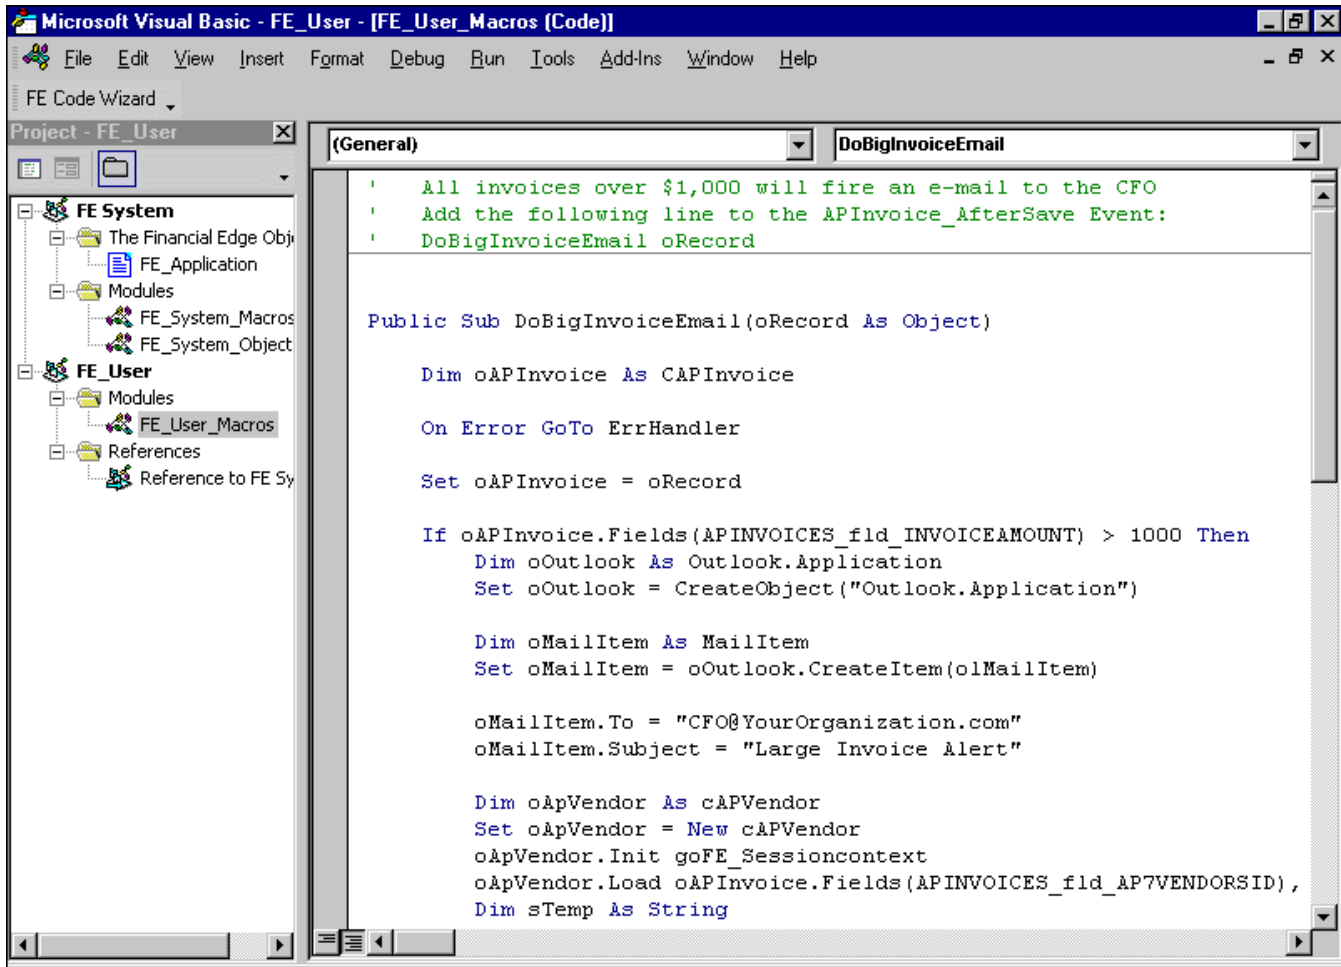 Microsoft Visual Basic - FE_User - [FE_User_Macros (Code)]
File Edit View Insert Format Debug Run Tools Add-Ins Window Help
FE Code Wizard
Project - FE_User
FE System
The Financial Edge Obj
FE_Application
Modules
FE_System_Macros
FE_System_Object
FE_User
Modules
FE_User_Macros
References
Reference to FE Sy
(General) DoBigInvoiceEmail
' All invoices over $1,000 will fire an e-mail to the CFO
' Add the following line to the APInvoice_AfterSave Event:
' DoBigInvoiceEmail oRecord
Public Sub DoBigInvoiceEmail(oRecord As Object)
Dim oAPInvoice As CAPInvoice
On Error GoTo ErrHandler
Set oAPInvoice = oRecord
If oAPInvoice.Fields(APINVOICES_fld_INVOICEAMOUNT) > 1000 Then
Dim oOutlook As Outlook.Application
Set oOutlook = CreateObject("Outlook.Application")
Dim oMailItem As MailItem
Set oMailItem = oOutlook.CreateItem(olMailItem)
oMailItem.To = "CFO@YourOrganization.com"
oMailItem.Subject = "Large Invoice Alert"
Dim oApVendor As cAPVendor
Set oApVendor = New cAPVendor
oApVendor.Init goFE_Sessioncontext
oApVendor.Load oAPInvoice.Fields(APINVOICES_fld_AP7VENDORSID),
Dim sTemp As String